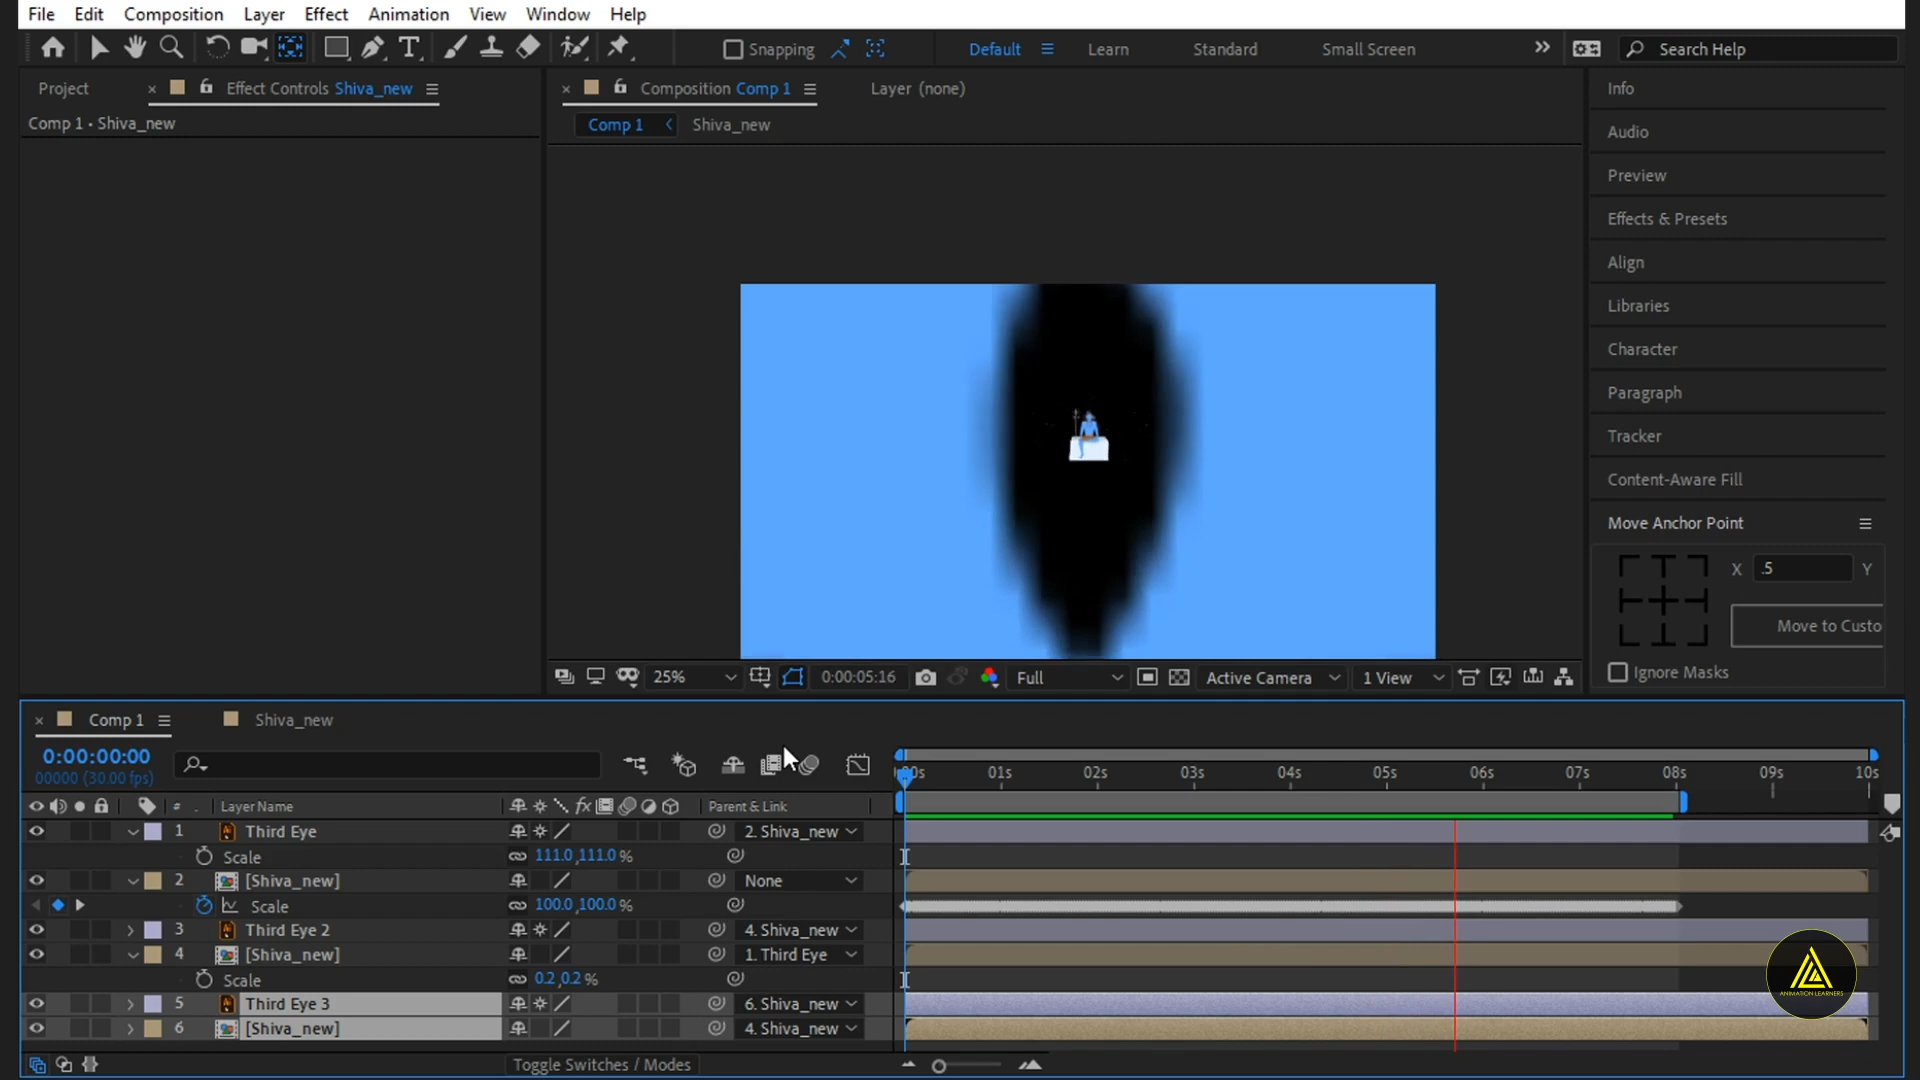 File Edit Composition Layer Effect Animation View Window Help
Snapping Default Learn Standard Small Screen Search Help
Project Effect Controls Shiva_new Composition Comp 1 Layer (none) Info
Comp 1 • Shiva_new Comp 1 Shiva_new
Audio
Preview
Effects & Presets
Align
Libraries
Character
Paragraph
Tracker
Content-Aware Fill
Move Anchor Point
X .5 Y
Move to Custo
Ignore Masks
25% 0:00:05:16 Full Active Camera 1 View
Comp 1 Shiva_new
0:00:00:00
00000 (30.00 fps)
00s 01s 02s 03s 04s 05s 06s 07s 08s 09s 10s
# Layer Name fx Parent & Link
1 Third Eye 2. Shiva_new
Scale 111.0,111.0 %
2 [Shiva_new] None
Scale 100.0,100.0 %
3 Third Eye 2 4. Shiva_new
4 [Shiva_new] 1. Third Eye
Scale 0.2,0.2 %
5 Third Eye 3 6. Shiva_new
6 [Shiva_new] 4. Shiva_new
Toggle Switches / Modes
ANIMATION LEARNERS